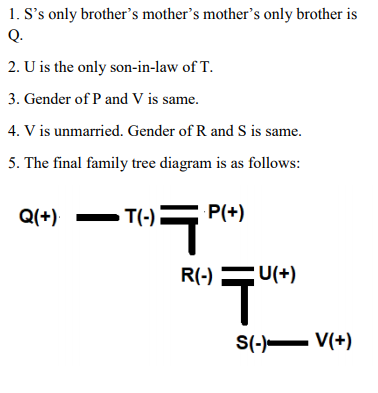 1. S’s only brother’s mother’s mother’s only brother is
Q.
2. U is the only son-in-law of T.
3. Gender of P and V is same.
4. V is unmarried. Gender of R and S is same.
5. The final family tree diagram is as follows:
Q(+) T(-) P(+)
R(-) U(+)
S(-) V(+)